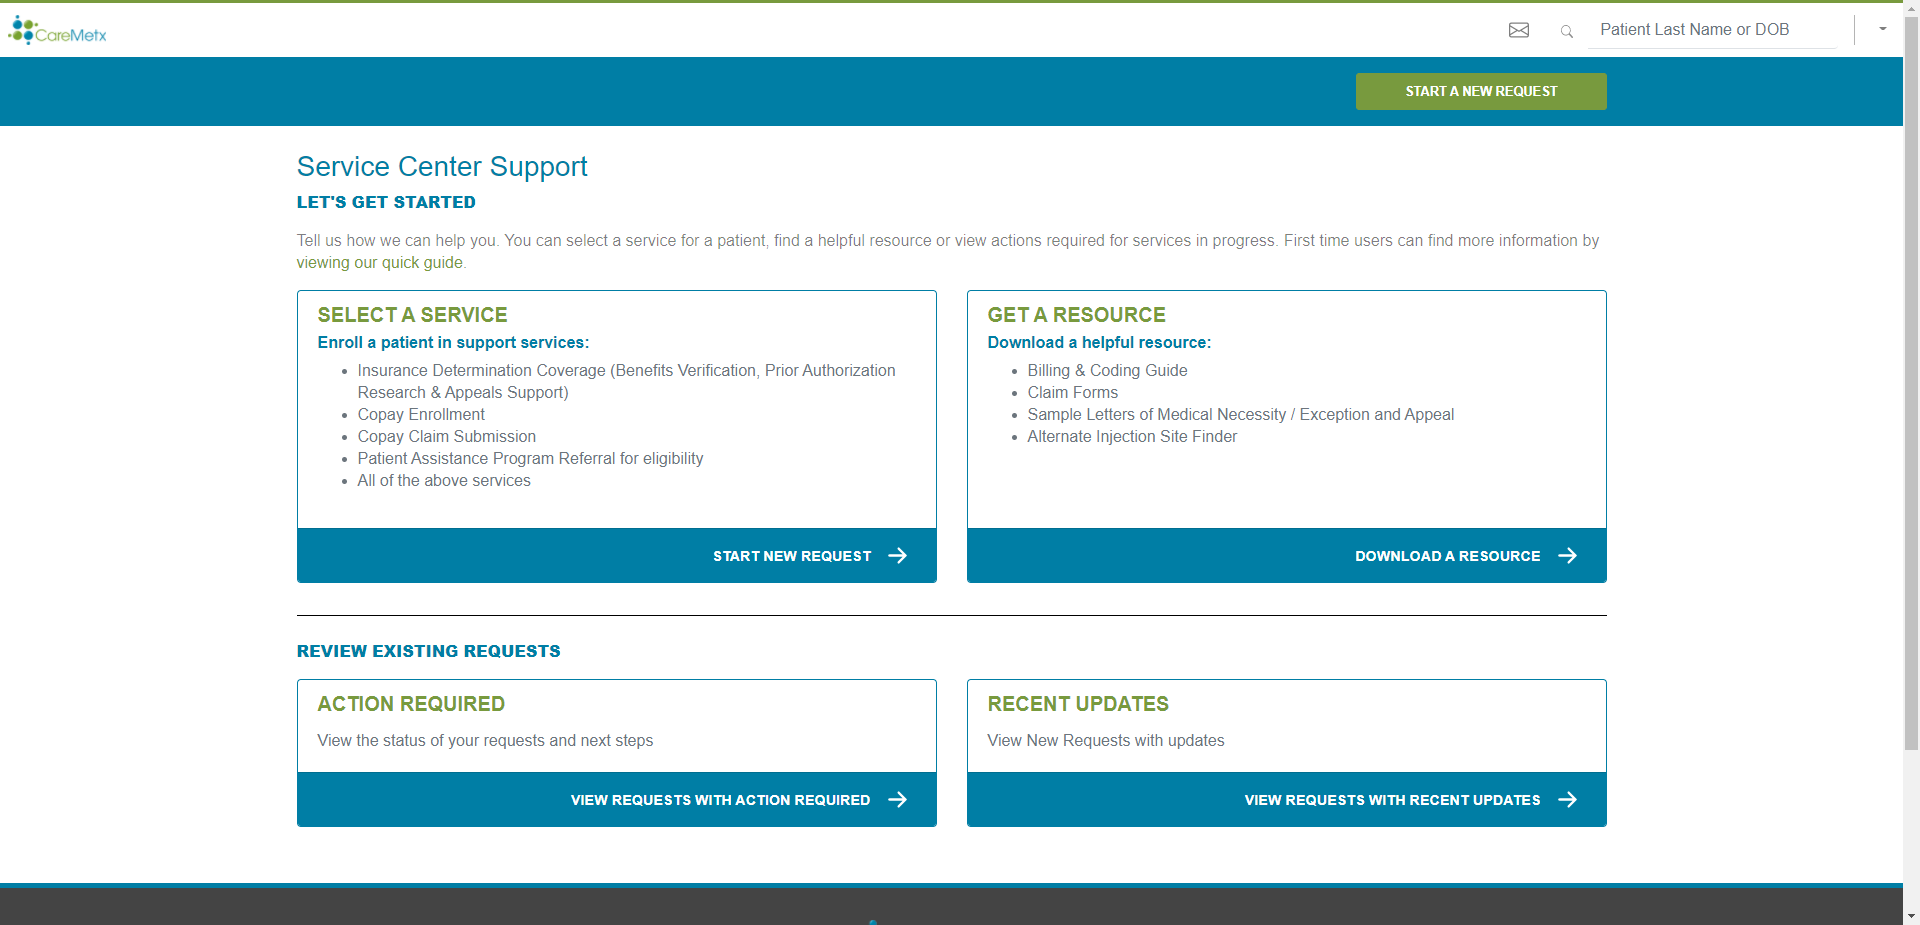 CareMetx
Patient Last Name or DOB
START A NEW REQUEST
Service Center Support
LET'S GET STARTED
Tell us how we can help you. You can select a service for a patient, find a helpful resource or view actions required for services in progress. First time users can find more information by
viewing our quick guide.
SELECT A SERVICE
Enroll a patient in support services:
Insurance Determination Coverage (Benefits Verification, Prior Authorization
Research & Appeals Support)
Copay Enrollment
Copay Claim Submission
Patient Assistance Program Referral for eligibility
All of the above services
START NEW REQUEST
GET A RESOURCE
Download a helpful resource:
Billing & Coding Guide
Claim Forms
Sample Letters of Medical Necessity / Exception and Appeal
Alternate Injection Site Finder
DOWNLOAD A RESOURCE
REVIEW EXISTING REQUESTS
ACTION REQUIRED
View the status of your requests and next steps
VIEW REQUESTS WITH ACTION REQUIRED
RECENT UPDATES
View New Requests with updates
VIEW REQUESTS WITH RECENT UPDATES